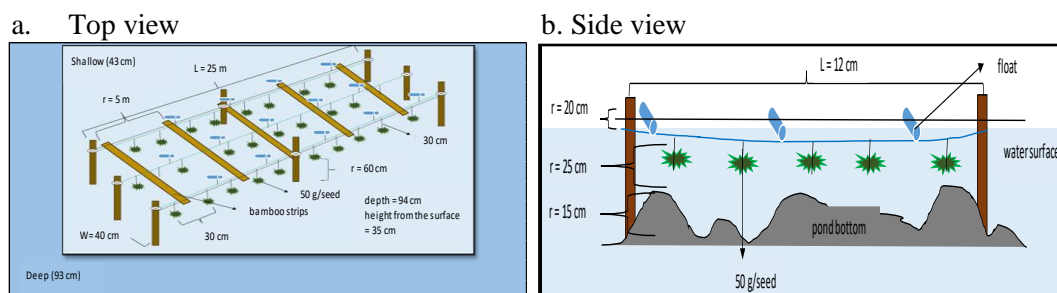 a. Top view
Shallow (43 cm)
L = 25 m
r = 5 m
30 cm
r = 60cm
50 g/seed
bamboo strips
depth = 94 cm
height from the surface
= 35 cm
W= 40 cm
30 cm
Deep (93 cm)
b. Side view
L = 12 cm
float
r = 20 cm
water surface
r = 25 cm
r = 15 cm
pond bottom
50 g/seed